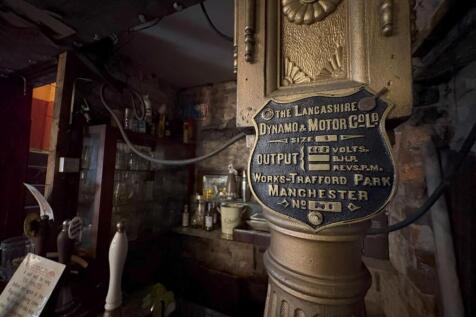 THE LANCASHIRE
DYNAMO & MOTOR CO LD
SIZE
OUTPUT
VOLTS.
B.H.P.
REVS.P.M.
WORKS-TRAFFORD PARK
MANCHESTER
NO